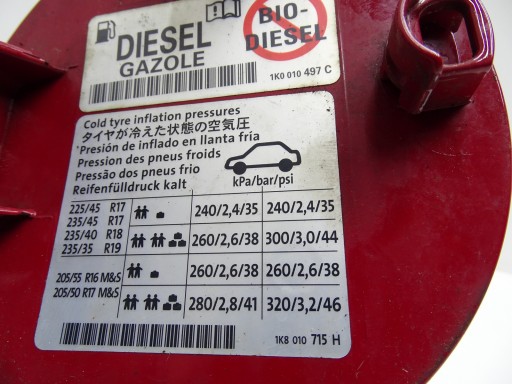 DIESEL
GAZOLE
BIO-
DIESEL
1K0 010 497 C
Cold tyre inflation pressures
タイヤが冷えた状態の空気圧
Presión de inflado en llanta fría
Pression des pneus froids
Pressão dos pneus frio
Reifenfülldruck kalt
kPa/bar/psi
225/45 R17
235/45 R17
240/2,4/35 240/2,4/35
235/40 R18
235/35 R19
260/2,6/38 300/3,0/44
205/55 R16 M&S
260/2,6/38 260/2,6/38
205/50 R17 M&S
280/2,8/41 320/3,2/46
1K8 010 715 H